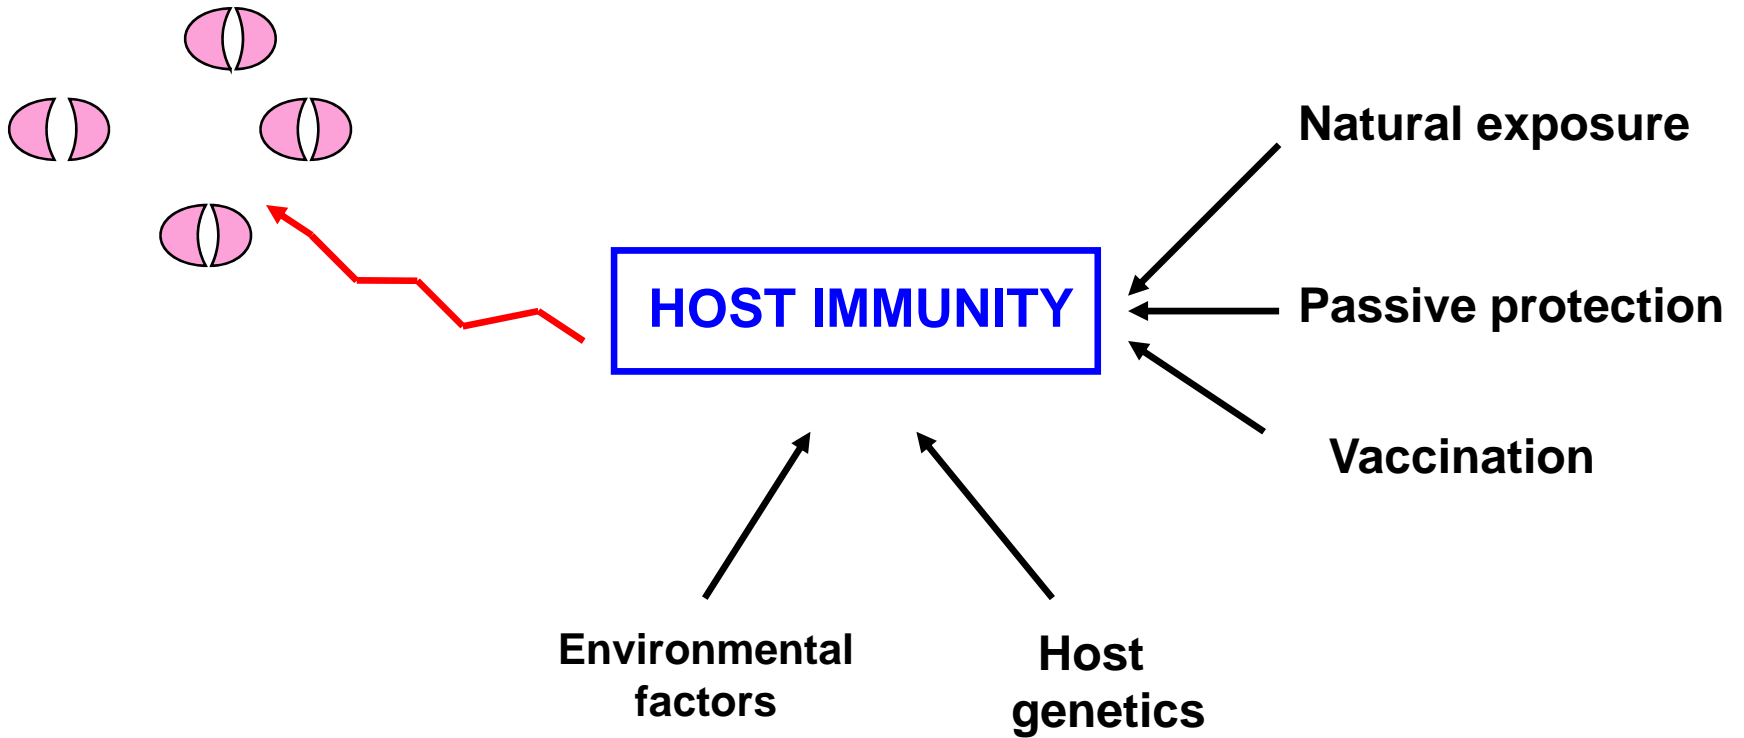 Natural exposure
HOST IMMUNITY
Passive protection
Vaccination
Environmental
factors
Host
genetics